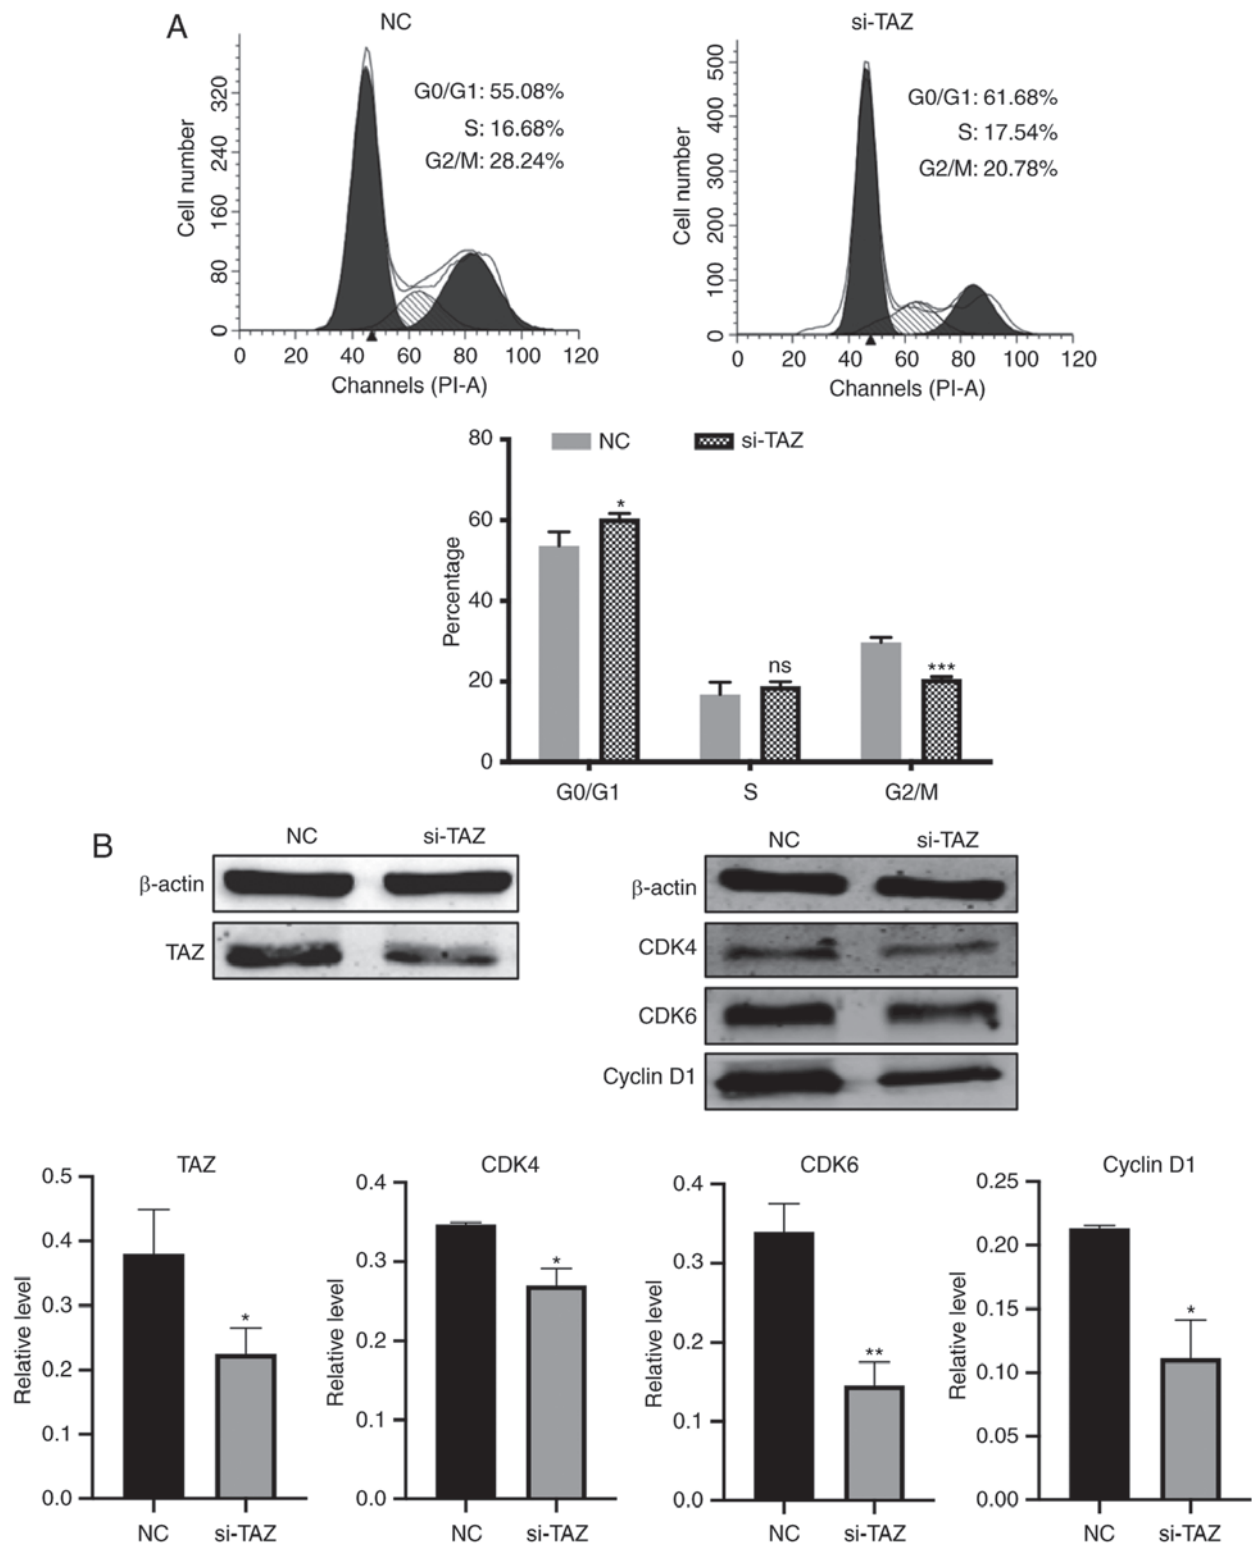 A
NC
si-TAZ
G0/G1: 55.08%
S: 16.68%
G2/M: 28.24%
Cell number
320
240
160
80
0
0 20 40 60 80 100 120
Channels (PI-A)
G0/G1: 61.68%
S: 17.54%
G2/M: 20.78%
Cell number
500
400
300
200
100
0
0 20 40 60 80 100 120
Channels (PI-A)
NC si-TAZ
Percentage
80
60
40
20
0
*
ns
***
G0/G1 S G2/M
B
NC si-TAZ
β-actin
TAZ
NC si-TAZ
β-actin
CDK4
CDK6
Cyclin D1
TAZ
Relative level
0.5
0.4
0.3
0.2
0.1
0.0
*
NC si-TAZ
CDK4
Relative level
0.4
0.3
0.2
0.1
0.0
*
NC si-TAZ
CDK6
Relative level
0.4
0.3
0.2
0.1
0.0
**
NC si-TAZ
Cyclin D1
Relative level
0.25
0.20
0.15
0.10
0.05
0.00
*
NC si-TAZ